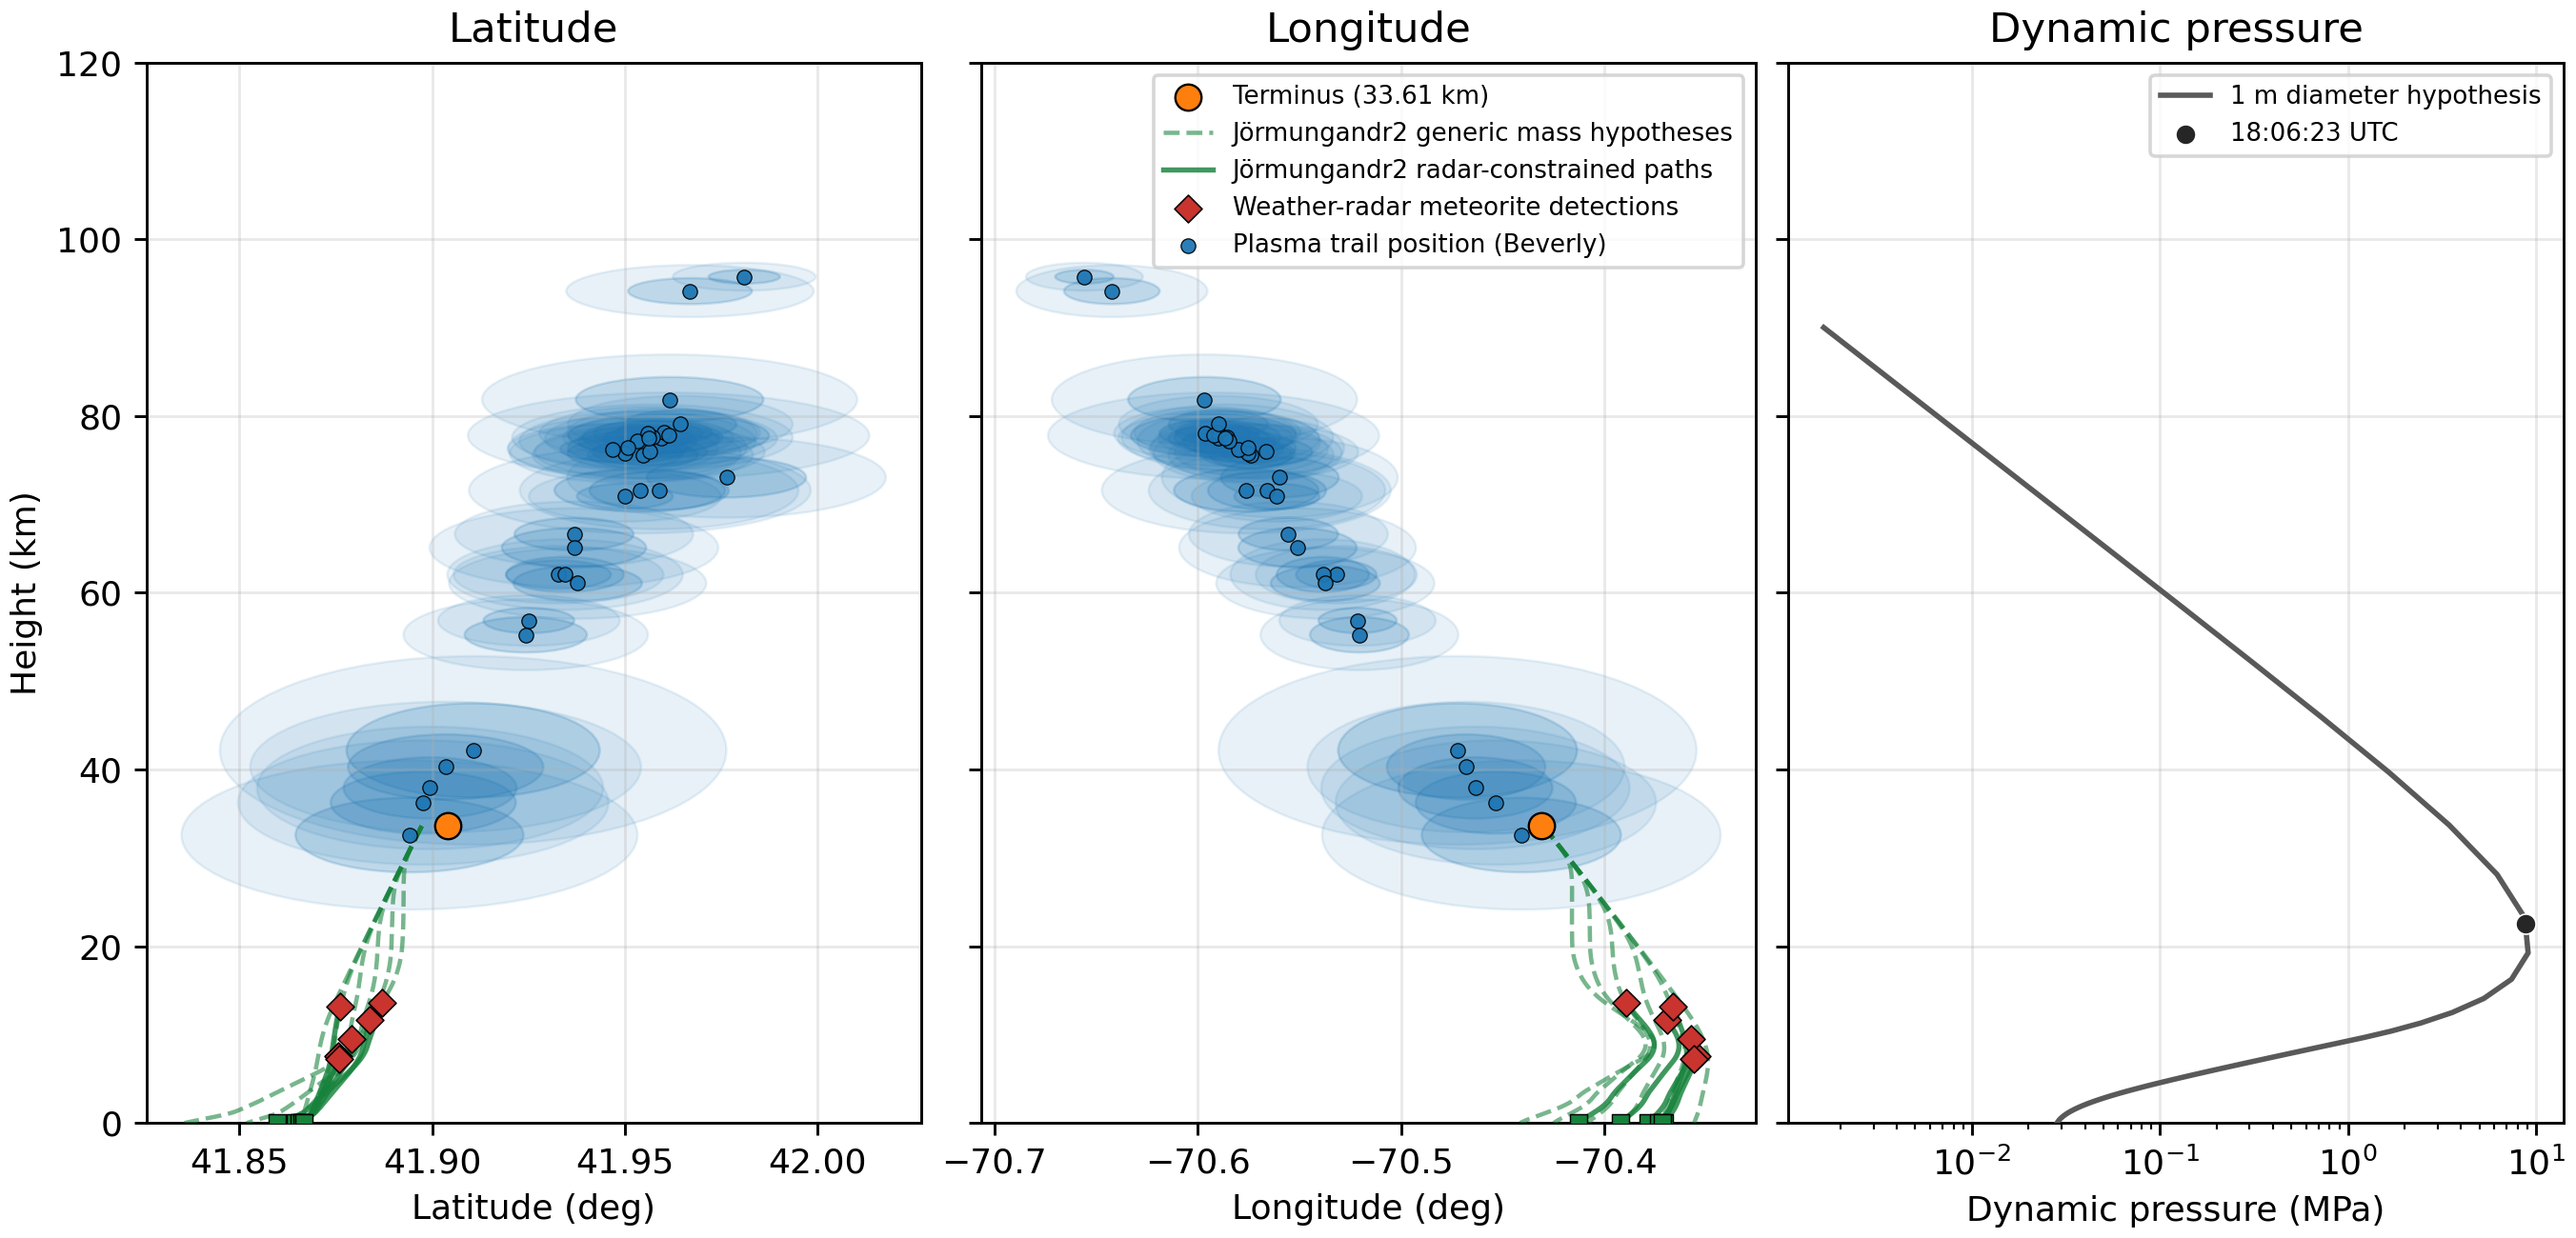 Latitude
Longitude
Dynamic pressure
Height (km)
120
100
80
60
40
20
0
41.85
41.90
41.95
42.00
Latitude (deg)
Terminus (33.61 km)
Jörmungandr2 generic mass hypotheses
Jörmungandr2 radar-constrained paths
Weather-radar meteorite detections
Plasma trail position (Beverly)
−70.7
−70.6
−70.5
−70.4
Longitude (deg)
1 m diameter hypothesis
18:06:23 UTC
10⁻²
10⁻¹
10⁰
10¹
Dynamic pressure (MPa)